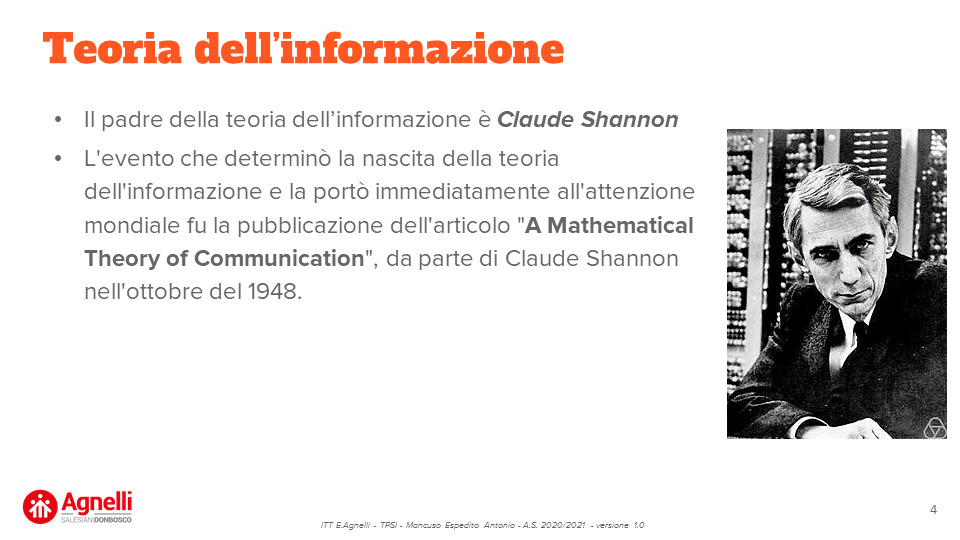 Teoria dell’informazione
• Il padre della teoria dell’informazione è Claude Shannon
• L'evento che determinò la nascita della teoria
dell'informazione e la portò immediatamente all'attenzione
mondiale fu la pubblicazione dell'articolo "A Mathematical
Theory of Communication", da parte di Claude Shannon
nell'ottobre del 1948.
Agnelli
SALESIANI DONBOSCO
ITT E.Agnelli - TPSI - Mancuso Espedito Antonio - A.S. 2020/2021 - versione 1.0
4